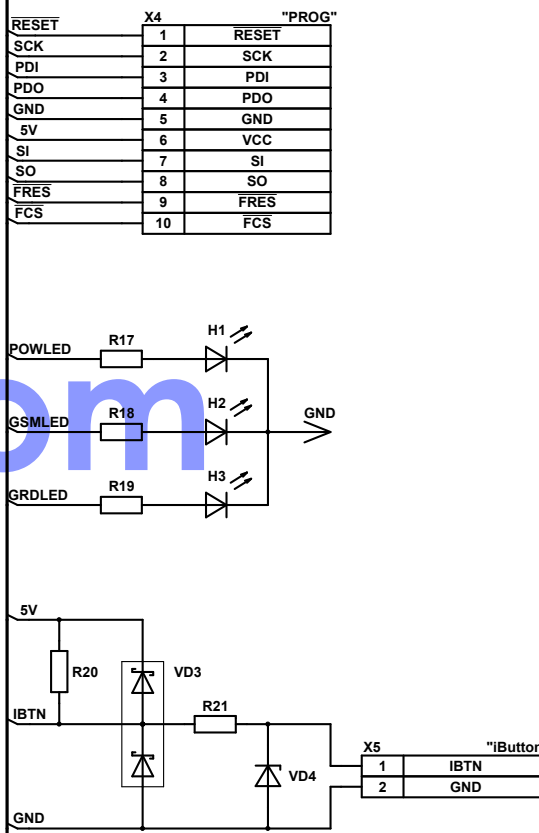 X4 "PROG"
RESET 1 RESET
SCK 2 SCK
PDI 3 PDI
PDO 4 PDO
GND 5 GND
5V 6 VCC
SI 7 SI
SO 8 SO
FRES 9 FRES
FCS 10 FCS
POWLED R17 H1
GSMLED R18 H2 GND
om
GRDLED R19 H3
5V
R20 VD3
IBTN R21
X5 "iButton
1 IBTN
VD4 2 GND
GND